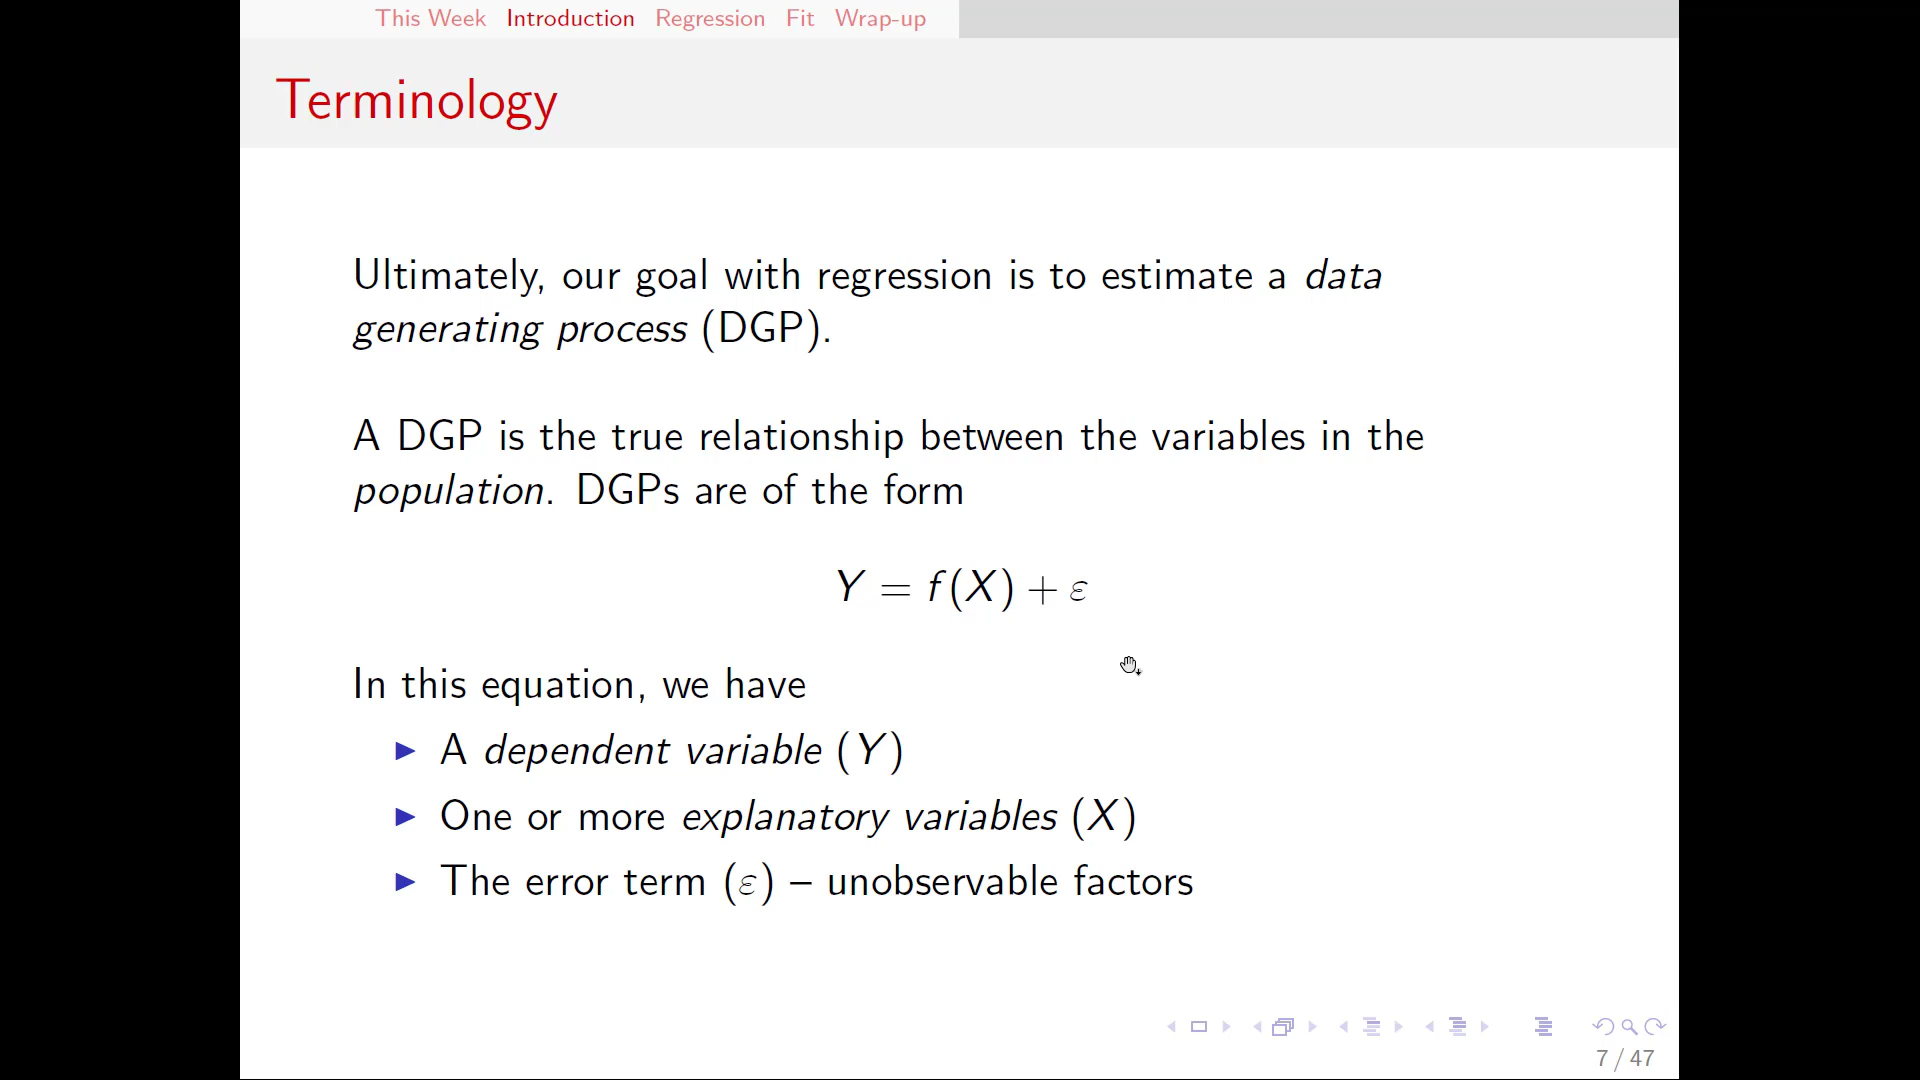 This Week Introduction Regression Fit Wrap-up
Terminology
Ultimately, our goal with regression is to estimate a data
generating process (DGP).
A DGP is the true relationship between the variables in the
population. DGPs are of the form
Y = f(X) + ε
In this equation, we have
▶ A dependent variable (Y)
▶ One or more explanatory variables (X)
▶ The error term (ε) – unobservable factors
7 / 47